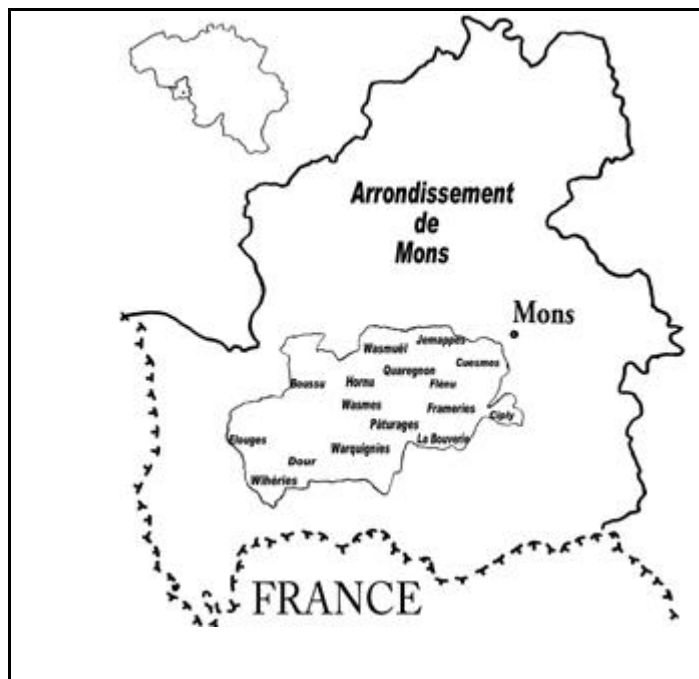 Arrondissement
de
Mons
Mons
Jemappes
Wasmuël
Cuesmes
Quaregnon
Boussu
Hornu
Flénu
Wasmes
Frameries
Ciply
Pâturages
Elouges
La Bouverie
Warquignies
Dour
Wihéries
FRANCE